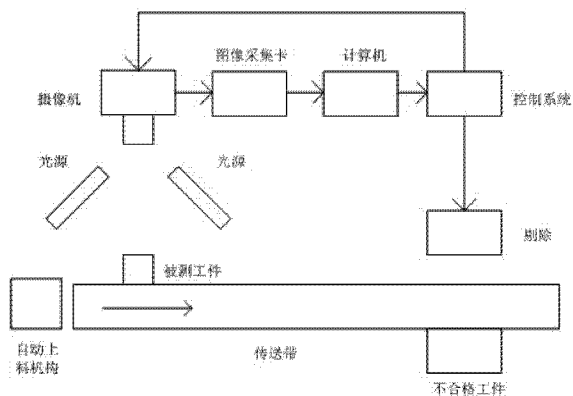 图像采集卡
计算机
摄像机
控制系统
光源
光源
剔除
被测工件
自动上
料机构
传送带
不合格工件